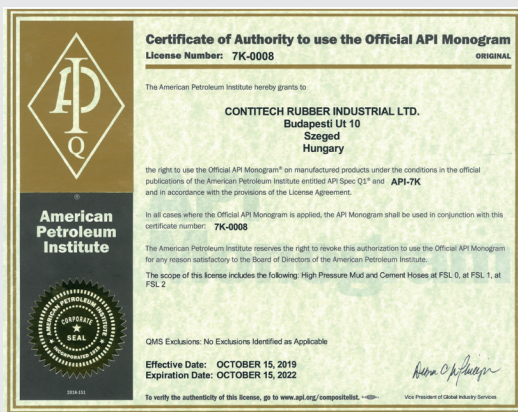 Certificate of Authority to use the Official API Monogram
License Number: 7K-0008
ORIGINAL
The American Petroleum Institute hereby grants to
CONTITECH RUBBER INDUSTRIAL LTD.
Budapesti Ut 10
Szeged
Hungary
the right to use the Official API Monogram® on manufactured products under the conditions in the official
publications of the American Petroleum Institute entitled API Spec Q1® and API-7K
and in accordance with the provisions of the License Agreement.
In all cases where the Official API Monogram is applied, the API Monogram shall be used in conjunction with this
certificate number: 7K-0008
The American Petroleum Institute reserves the right to revoke this authorization to use the Official API Monogram
for any reason satisfactory to the Board of Directors of the American Petroleum Institute.
The scope of this license includes the following: High Pressure Mud and Cement Hoses at FSL 0, at FSL 1, at
FSL 2
QMS Exclusions: No Exclusions Identified as Applicable
Effective Date: OCTOBER 15, 2019
Expiration Date: OCTOBER 15, 2022
To verify the authenticity of this license, go to www.api.org/compositelist.
Vice President of Global Industry Services
API
Q
®
American
Petroleum
Institute
AMERICAN PETROLEUM INSTITUTE
CORPORATE
SEAL
INCORPORATED 1919
2018-151